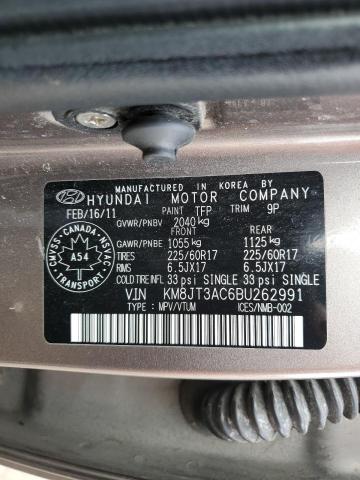 MANUFACTURED IN KOREA BY
HYUNDAI MOTOR COMPANY
FEB/16/11 PAINT TFP TRIM 9P
GVWR/PNBV 2040 kg
FRONT REAR
GAWR/PNBE 1055 kg 1125 kg
TIRES 225/60R17 225/60R17
RIMS 6.5JX17 6.5JX17
COLD TIRE INFL 33 psi SINGLE 33 psi SINGLE
VIN KM8JT3AC6BU262991
TYPE : MPV/VTUM ICES/NMB-002
CMVSS - CANADA - NSVAC
A54
TRANSPORT